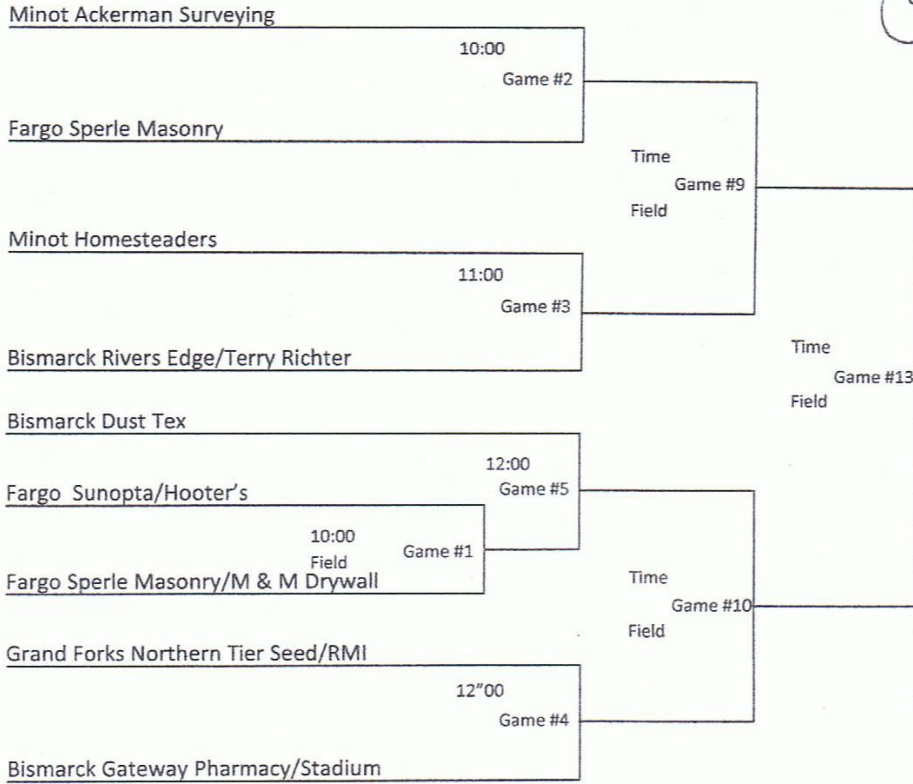 Minot Ackerman Surveying
10:00
Game #2
Fargo Sperle Masonry
Time
Game #9
Field
Minot Homesteaders
11:00
Game #3
Bismarck Rivers Edge/Terry Richter
Time
Game #13
Field
Bismarck Dust Tex
12:00
Game #5
Fargo  Sunopta/Hooter's
10:00
Game #1
Field
Fargo Sperle Masonry/M & M Drywall
Time
Game #10
Field
Grand Forks Northern Tier Seed/RMI
12"00
Game #4
Bismarck Gateway Pharmacy/Stadium